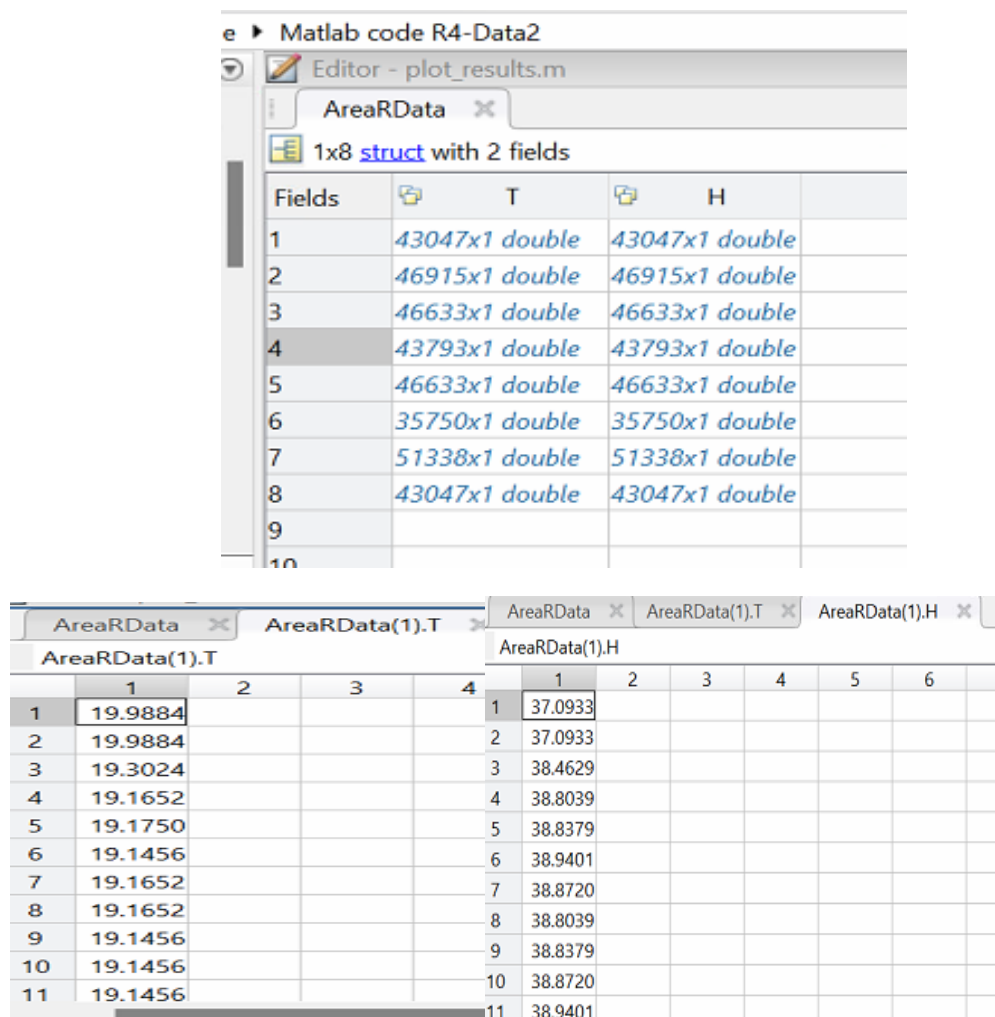 e ▸ Matlab code R4-Data2
Editor - plot_results.m
AreaRData
1x8 struct with 2 fields
Fields T H
1 43047x1 double 43047x1 double
2 46915x1 double 46915x1 double
3 46633x1 double 46633x1 double
4 43793x1 double 43793x1 double
5 46633x1 double 46633x1 double
6 35750x1 double 35750x1 double
7 51338x1 double 51338x1 double
8 43047x1 double 43047x1 double
9
10
AreaRData AreaRData(1).T
AreaRData(1).T
1 2 3 4
1 19.9884
2 19.9884
3 19.3024
4 19.1652
5 19.1750
6 19.1456
7 19.1652
8 19.1652
9 19.1456
10 19.1456
11 19.1456
AreaRData AreaRData(1).T AreaRData(1).H
AreaRData(1).H
1 2 3 4 5 6
1 37.0933
2 37.0933
3 38.4629
4 38.8039
5 38.8379
6 38.9401
7 38.8720
8 38.8039
9 38.8379
10 38.8720
11 38.9401